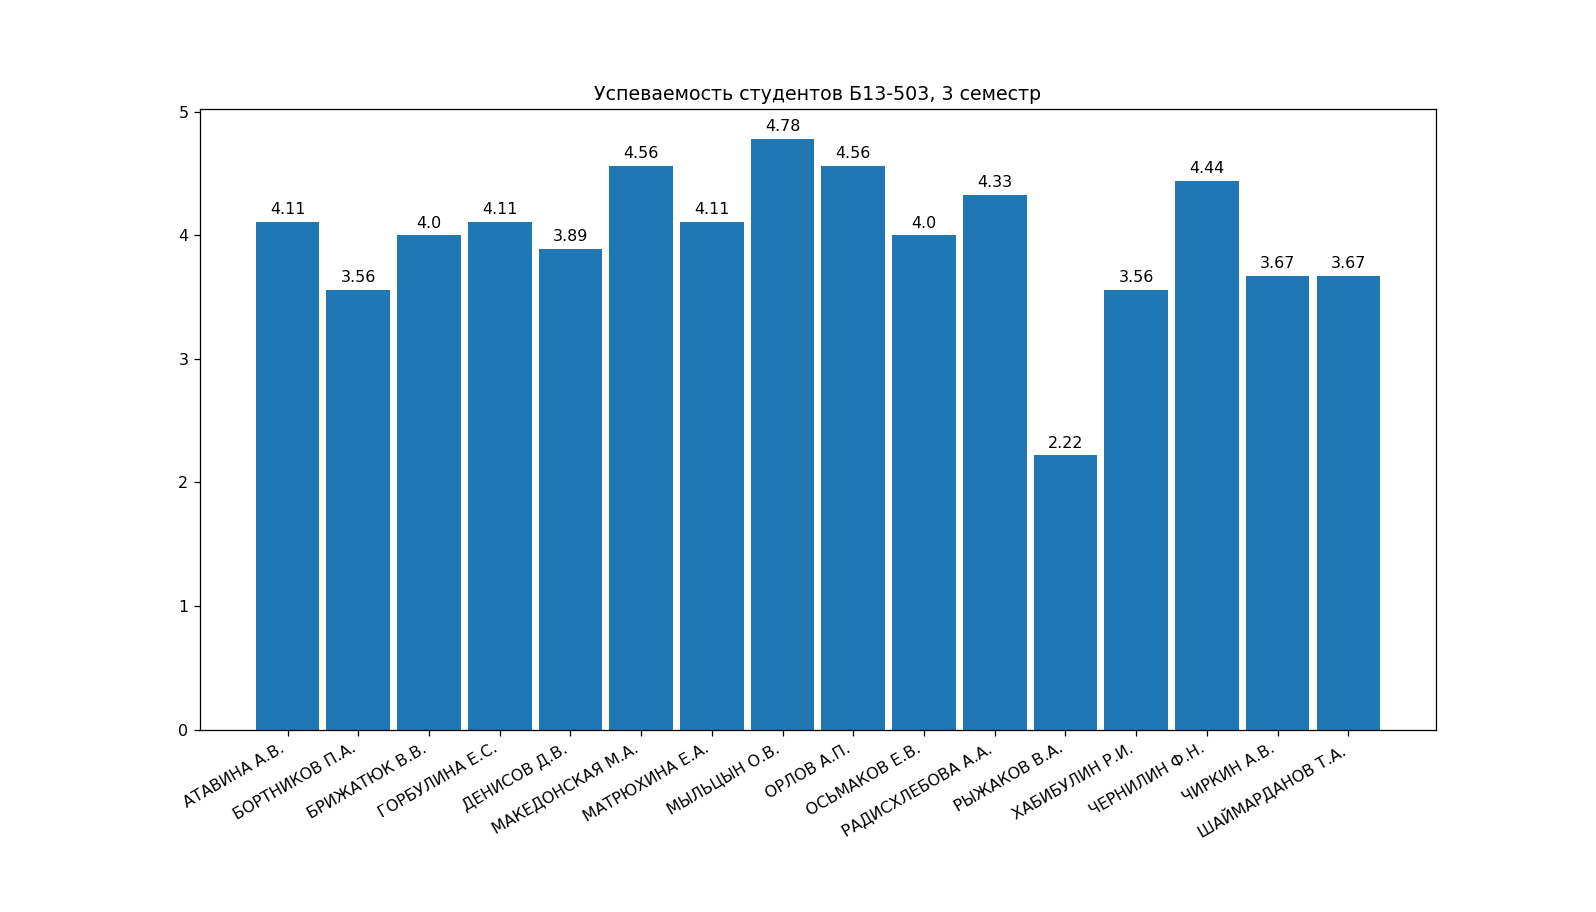 Успеваемость студентов Б13-503, 3 семестр
5
4
3
2
1
0
4.11
3.56
4.0
4.11
3.89
4.56
4.11
4.78
4.56
4.0
4.33
2.22
3.56
4.44
3.67
3.67
АТАВИНА А.В.
БОРТНИКОВ П.А.
БРИЖАТЮК В.В.
ГОРБУЛИНА Е.С.
ДЕНИСОВ Д.В.
МАКЕДОНСКАЯ М.А.
МАТРЮХИНА Е.А.
МЫЛЬЦЫН О.В.
ОРЛОВ А.П.
ОСЬМАКОВ Е.В.
РАДИСХЛЕБОВА А.А.
РЫЖАКОВ В.А.
ХАБИБУЛИН Р.И.
ЧЕРНИЛИН Ф.Н.
ЧИРКИН А.В.
ШАЙМАРДАНОВ Т.А.